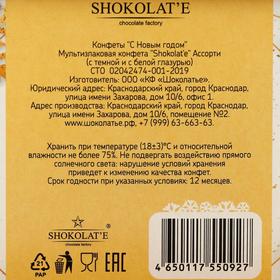 SHOKOLAT'E
chocolate factory
Конфеты "С Новым годом"
Мультизлаковая конфета "Shokolat'e" Ассорти
(с темной и с белой глазурью)
СТО 02042474-001-2019
Изготовитель: ООО «КФ «Шоколатье».
Юридический адрес: Краснодарский край, город Краснодар,
улица имени Захарова, дом 10/6, офис 1.
Адрес производства: Краснодарский край, город
Краснодар, улица имени Захарова, дом 10/6, помещение №2.
www.шоколатье.рф, +7 (999) 63-663-63.
Хранить при температуре (18±3)°С и относительной
влажности не более 75%. Не подвергать воздействию прямого
солнечного света: нарушение условий хранения
приведет к изменению качества конфет.
Срок годности при указанных условиях: 12 месяцев.
21
PAP
EAC
SHOKOLAT'E
chocolate factory
4 650117 550927